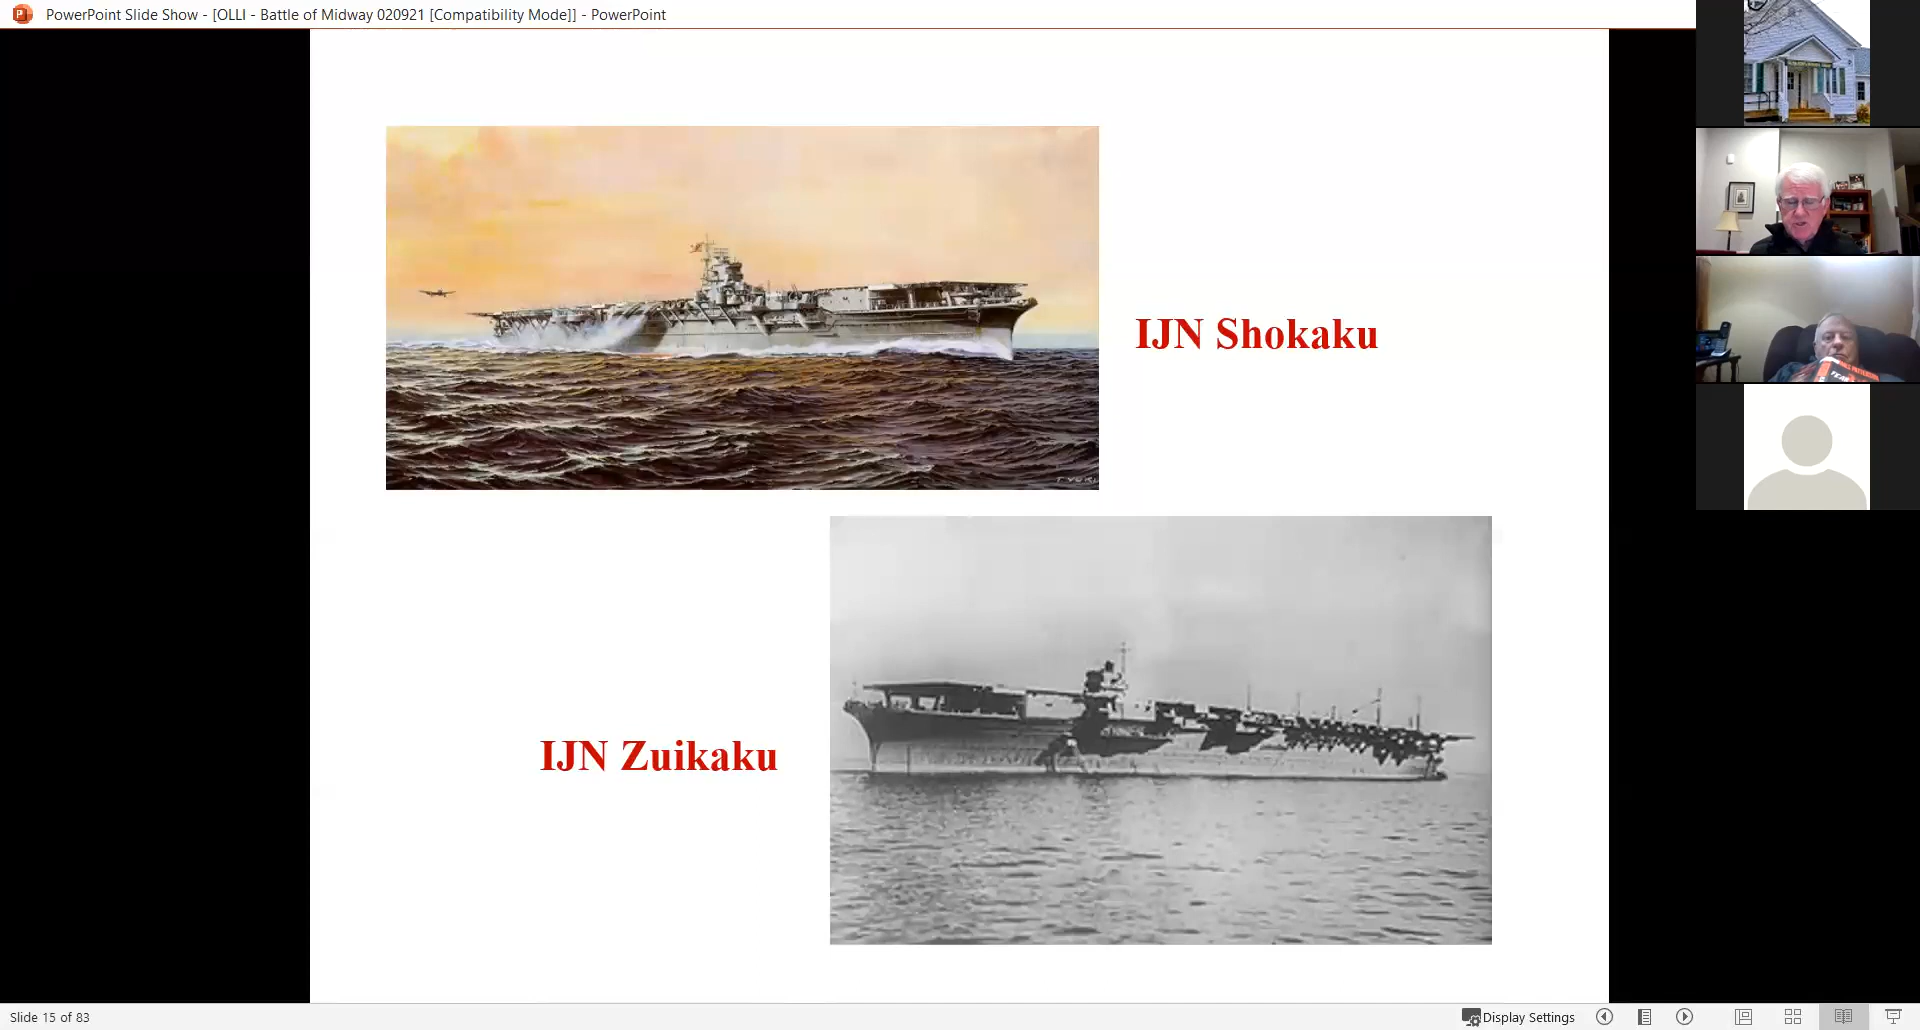 PowerPoint Slide Show - [OLLI - Battle of Midway 020921 [Compatibility Mode]] - PowerPoint
IJN Shokaku
IJN Zuikaku
Slide 15 of 83
Display Settings